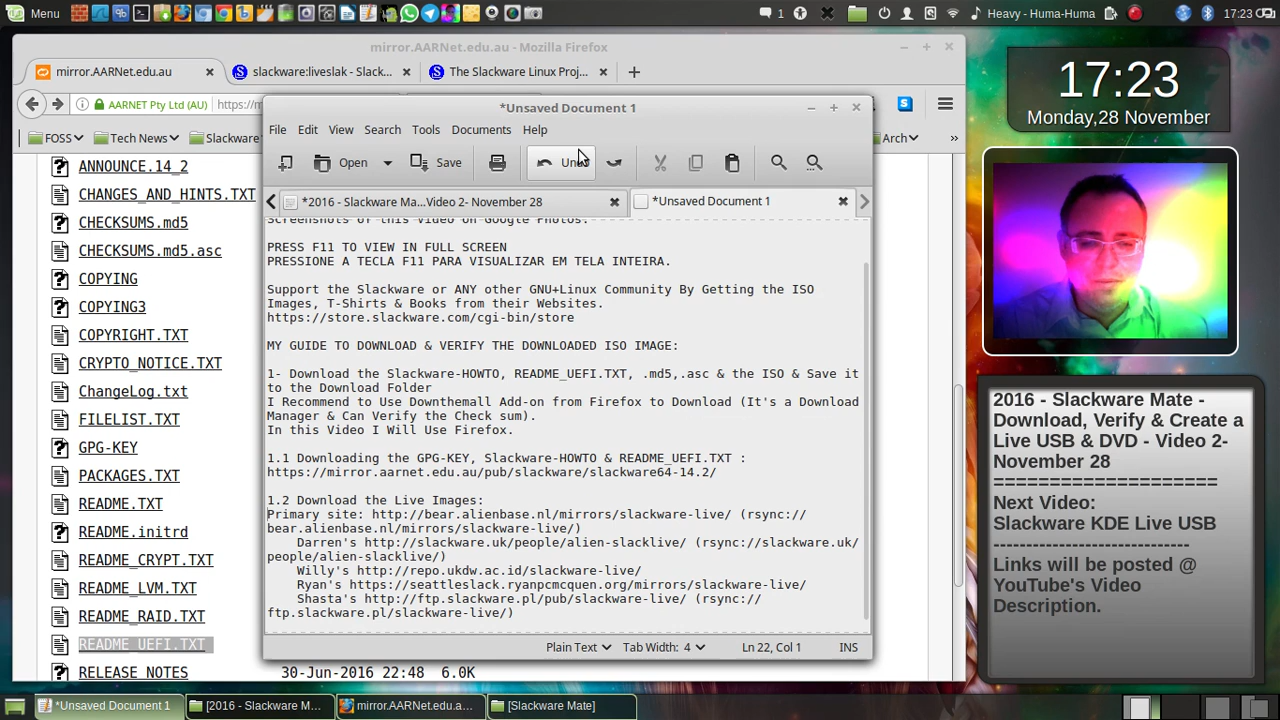 Menu
1
Heavy - Huma-Huma
17:23
mirror.AARNet.edu.au - Mozilla Firefox
mirror.AARNet.edu.au
slackware:liveslak - Slack...
The Slackware Linux Proj...
AARNET Pty Ltd (AU)
https://m
FOSS
Tech News
Slackware
Arch
ANNOUNCE.14_2
CHANGES_AND_HINTS.TXT
CHECKSUMS.md5
CHECKSUMS.md5.asc
COPYING
COPYING3
COPYRIGHT.TXT
CRYPTO_NOTICE.TXT
ChangeLog.txt
FILELIST.TXT
GPG-KEY
PACKAGES.TXT
README.TXT
README.initrd
README_CRYPT.TXT
README_LVM.TXT
README_RAID.TXT
README_UEFI.TXT
RELEASE_NOTES 30-Jun-2016 22:48 6.0K
*Unsaved Document 1
File Edit View Search Tools Documents Help
Open Save Undo
*2016 - Slackware Ma...Video 2- November 28
*Unsaved Document 1
Screenshots of this video on Google Photos:
PRESS F11 TO VIEW IN FULL SCREEN
PRESSIONE A TECLA F11 PARA VISUALIZAR EM TELA INTEIRA.
Support the Slackware or ANY other GNU+Linux Community By Getting the ISO
Images, T-Shirts & Books from their Websites.
https://store.slackware.com/cgi-bin/store
MY GUIDE TO DOWNLOAD & VERIFY THE DOWNLOADED ISO IMAGE:
1- Download the Slackware-HOWTO, README_UEFI.TXT, .md5,.asc & the ISO & Save it
to the Download Folder
I Recommend to Use Downthemall Add-on from Firefox to Download (It's a Download
Manager & Can Verify the Check sum).
In this Video I Will Use Firefox.
1.1 Downloading the GPG-KEY, Slackware-HOWTO & README_UEFI.TXT :
https://mirror.aarnet.edu.au/pub/slackware/slackware64-14.2/
1.2 Download the Live Images:
Primary site: http://bear.alienbase.nl/mirrors/slackware-live/ (rsync://
bear.alienbase.nl/mirrors/slackware-live/)
Darren's http://slackware.uk/people/alien-slacklive/ (rsync://slackware.uk/
people/alien-slacklive/)
Willy's http://repo.ukdw.ac.id/slackware-live/
Ryan's https://seattleslack.ryanpcmcquen.org/mirrors/slackware-live/
Shasta's http://ftp.slackware.pl/pub/slackware-live/ (rsync://
ftp.slackware.pl/slackware-live/)
Plain Text Tab Width: 4 Ln 22, Col 1 INS
17:23
Monday,28 November
2016 - Slackware Mate -
Download, Verify & Create a
Live USB & DVD - Video 2-
November 28
=====================
Next Video:
Slackware KDE Live USB
----------------------------
Links will be posted @
YouTube's Video
Description.
*Unsaved Document 1
[2016 - Slackware M...
mirror.AARNet.edu.a...
[Slackware Mate]